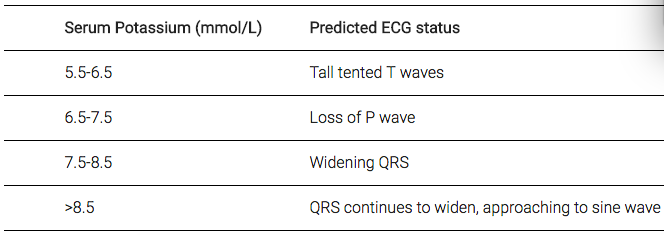 Serum Potassium (mmol/L) Predicted ECG status
5.5-6.5 Tall tented T waves
6.5-7.5 Loss of P wave
7.5-8.5 Widening QRS
>8.5 QRS continues to widen, approaching to sine wave